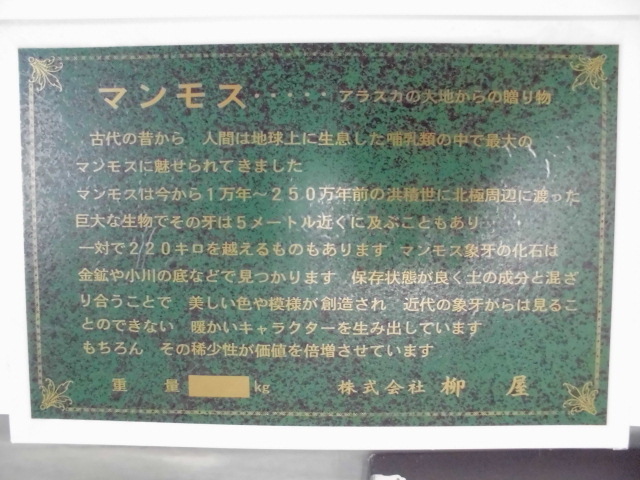 マンモス・・・・・アラスカの大地からの贈り物
古代の昔から 人間は地球上に生息した哺乳類の中で最大の
マンモスに魅せられてきました
マンモスは今から1万年～250万年前の洪積世に北極周辺に渡った
巨大な生物でその牙は5メートル近くに及ぶこともあり
一対で220キロを越えるものもあります マンモス象牙の化石は
金鉱や小川の底などで見つかります 保存状態が良く土の成分と混ざ
り合うことで 美しい色や模様が創造され 近代の象牙がらは見るこ
とのできない 暖かいキャラクターを生み出しています
もちろん その稀少性が価値を倍増させています
重 量 kg 株式会社 柳 屋